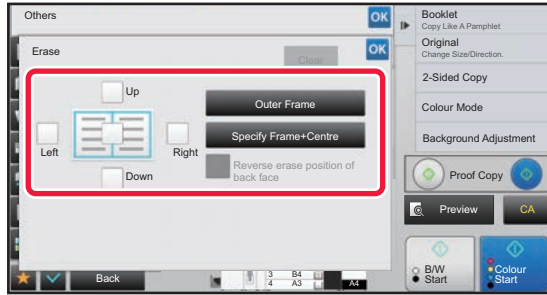 Others
OK
Erase
Clear
OK
Up
Left
Right
Down
Outer Frame
Specify Frame+Centre
Reverse erase position of
back face
Back
3 B4
4 A3
A4
Booklet
Copy Like A Pamphlet
Original
Change Size/Direction.
2-Sided Copy
Colour Mode
Background Adjustment
Proof Copy
Preview
CA
B/W
Start
Colour
Start